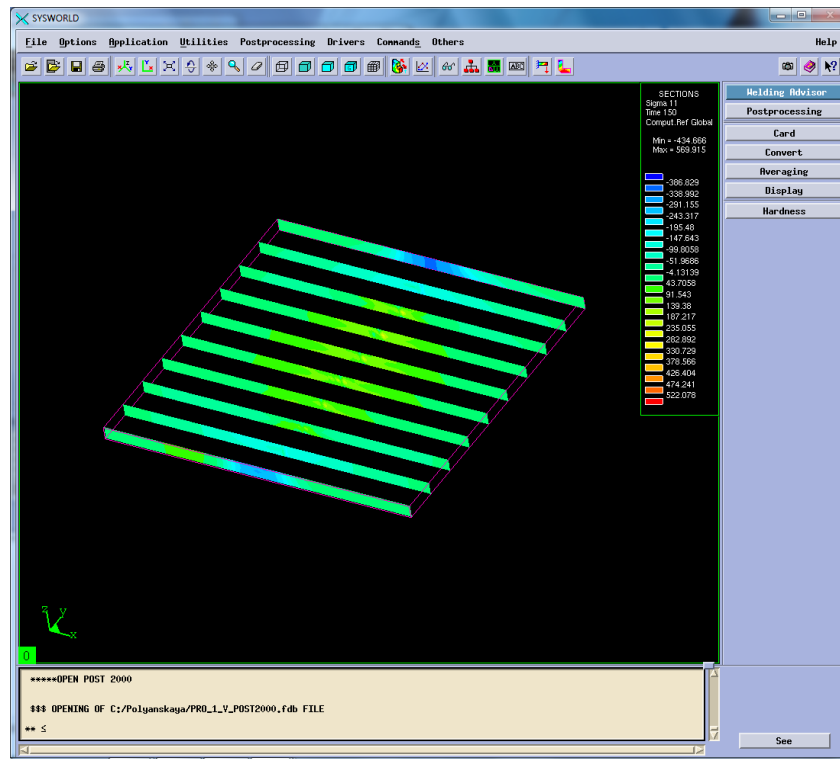 SYSWORLD
File Options Application Utilities Postprocessing Drivers Commands Others Help
ABC
SECTIONS
Sigma 11
Time 150
Comput.Ref Global
Min = -434.666
Max = 569.915
-386.829
-338.992
-291.155
-243.317
-195.48
-147.643
-99.8058
-51.9686
-4.13139
43.7058
91.543
139.38
187.217
235.055
282.892
330.729
378.566
426.404
474.241
522.078
Welding Advisor
Postprocessing
Card
Convert
Averaging
Display
Hardness
z y
x
0
*****OPEN POST 2000
$$$ OPENING OF C:/Polyanskaya/PRO_1_V_POST2000.fdb FILE
** ≤
See